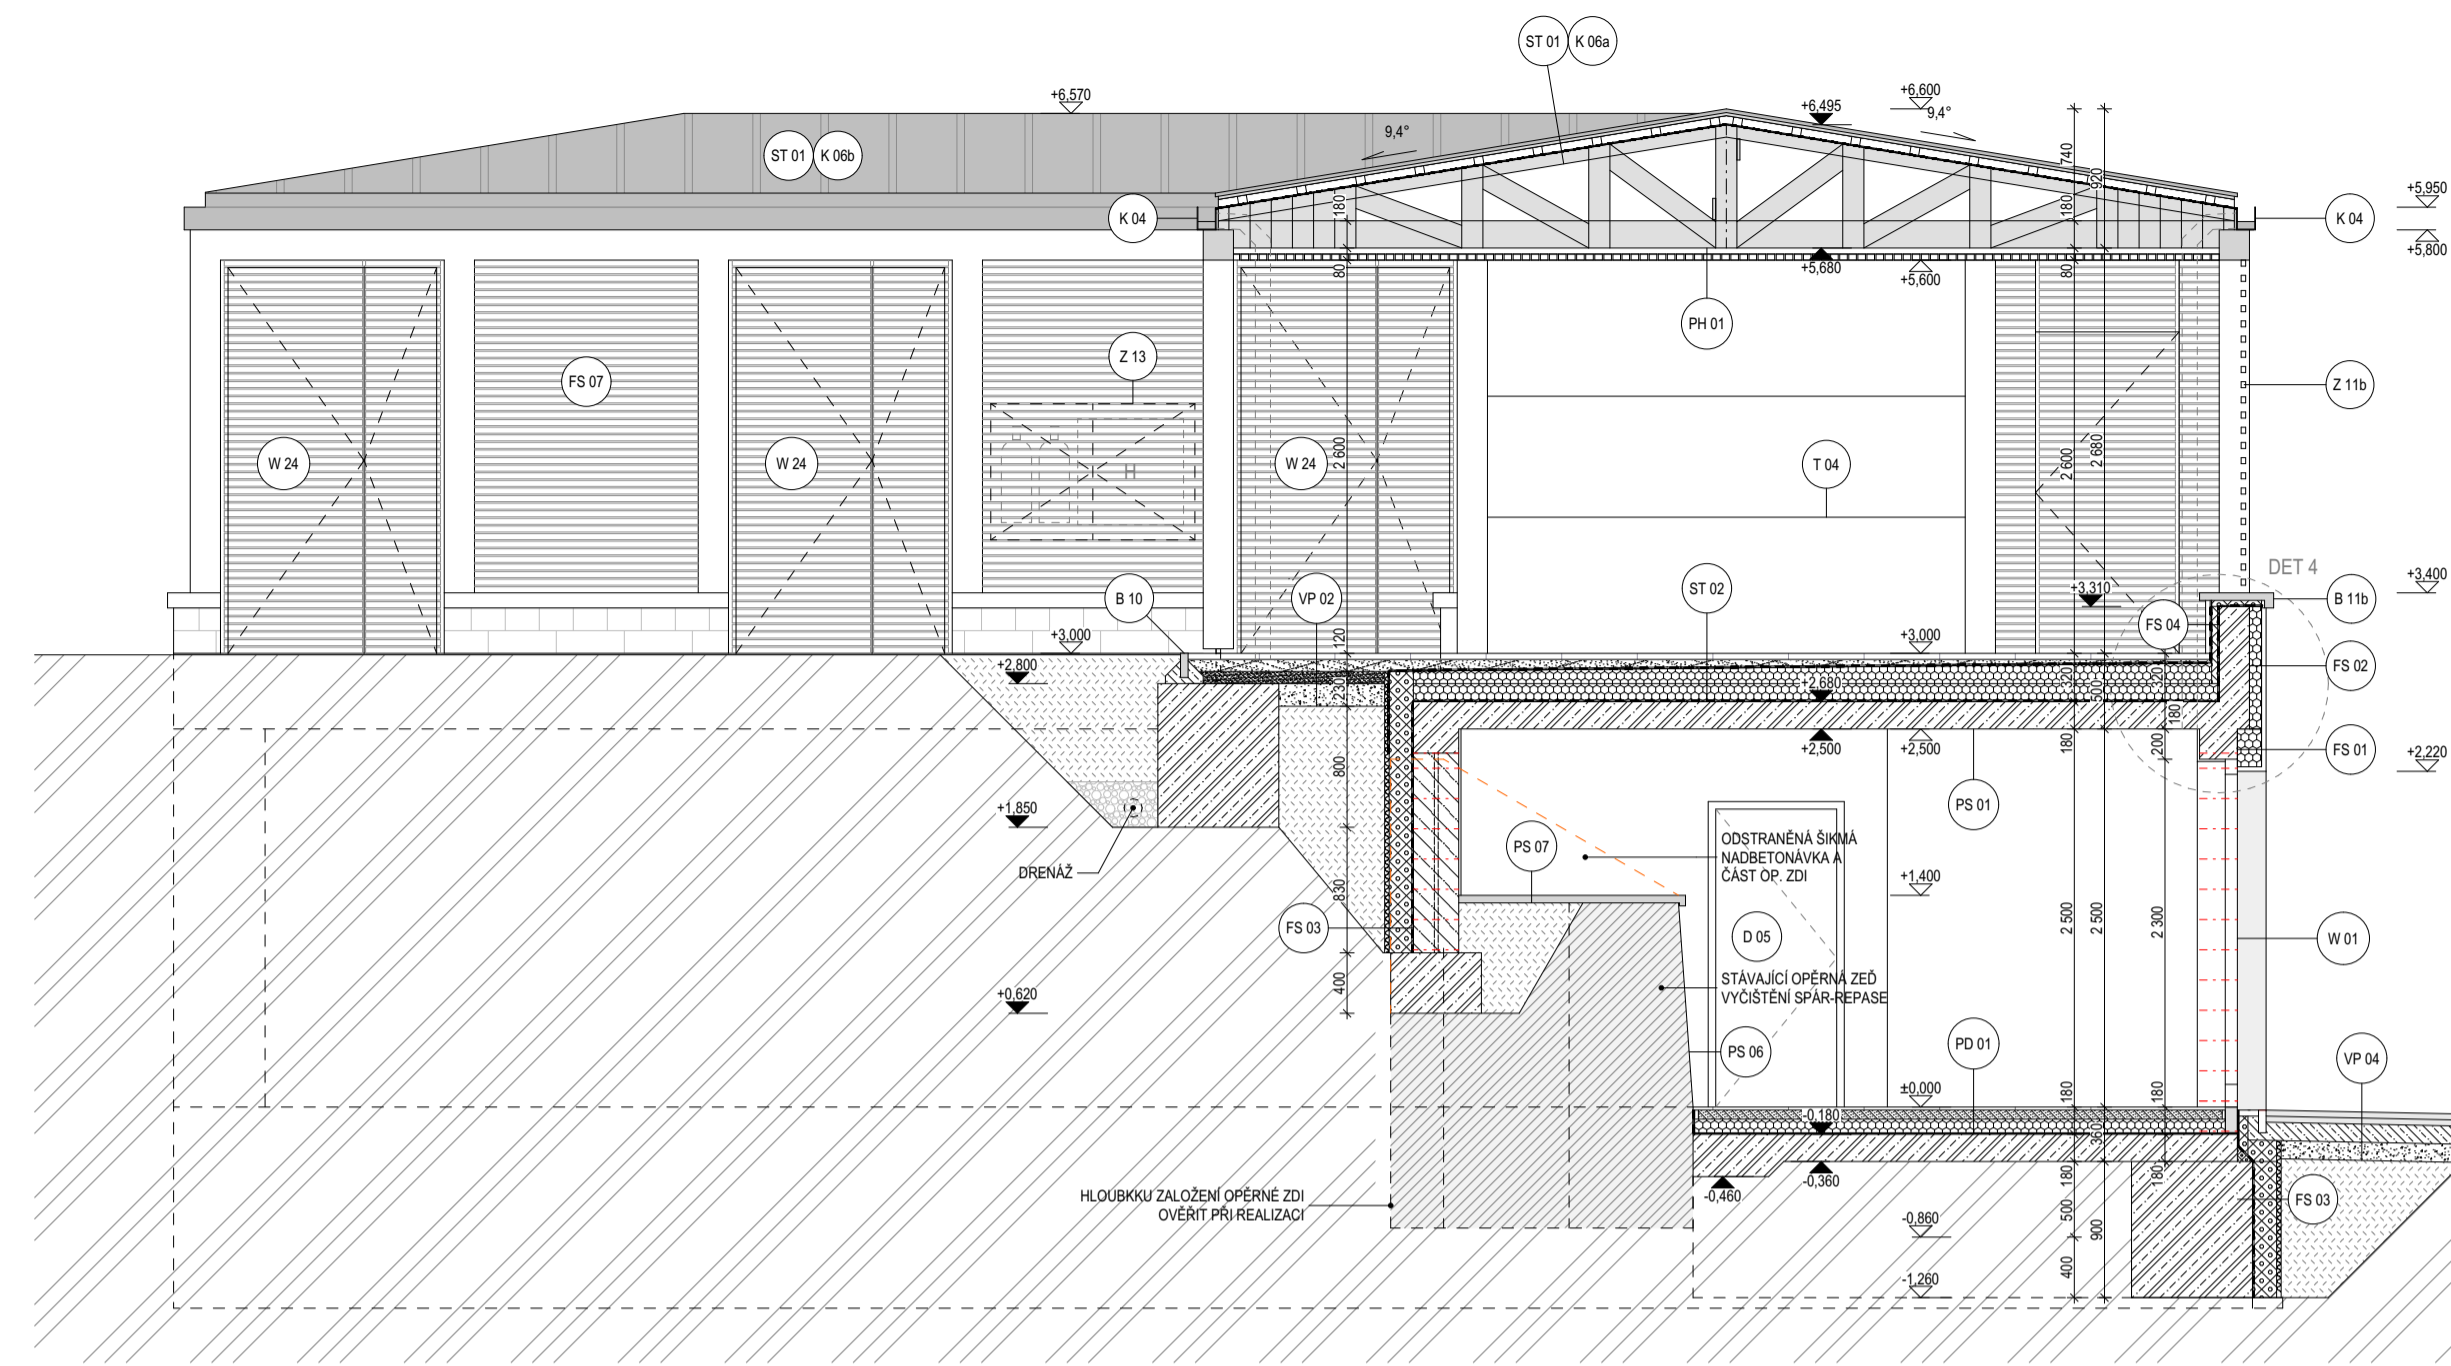 ST 01
K 06a
+6,570
+6,495
+6,600
9,4°
9,4°
ST 01
K 06b
740
920
180
180
K 04
K 04
+5,950
+5,800
80
80
+5,680
+5,600
PH 01
Z 13
FS 07
Z 11b
W 24
W 24
W 24
H
2 600
T 04
2 600
2 680
DET 4
+3,400
+3,310
B 10
VP 02
ST 02
B 11b
FS 04
+3,000
120
+3,000
+2,800
230
+2,680
320
500
320
FS 02
180
+2,500
+2,500
180
200
FS 01
+2,220
800
PS 01
+1,850
DRENÁŽ
PS 07
ODSTRANĚNÁ ŠIKMÁ
NADBETONÁVKA A
ČÁST OP. ZDI
+1,400
830
FS 03
D 05
2 500
2 500
2 300
W 01
400
+0,620
STÁVAJÍCÍ OPĚRNÁ ZEĎ
VYČIŠTĚNÍ SPÁR-REPASE
PS 06
PD 01
VP 04
±0,000
180
180
-0,180
360
HLOUBKKU ZALOŽENÍ OPĚRNÉ ZDI
OVĚŘIT PŘI REALIZACI
-0,460
-0,360
180
180
FS 03
-0,860
500
900
-1,260
400